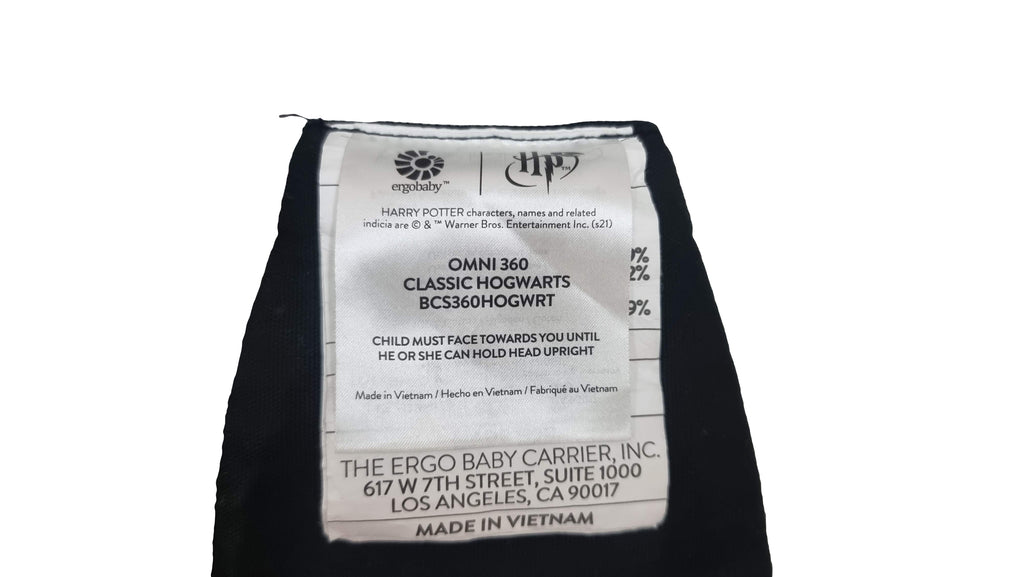 ergobaby™ HP™
HARRY POTTER characters, names and related
indicia are © & ™ Warner Bros. Entertainment Inc. (s21)
OMNI 360
CLASSIC HOGWARTS
BCS360HOGWRT
CHILD MUST FACE TOWARDS YOU UNTIL
HE OR SHE CAN HOLD HEAD UPRIGHT
Made in Vietnam / Hecho en Vietnam / Fabriqué au Vietnam
2%
9%
THE ERGO BABY CARRIER, INC.
617 W 7TH STREET, SUITE 1000
LOS ANGELES, CA 90017
MADE IN VIETNAM